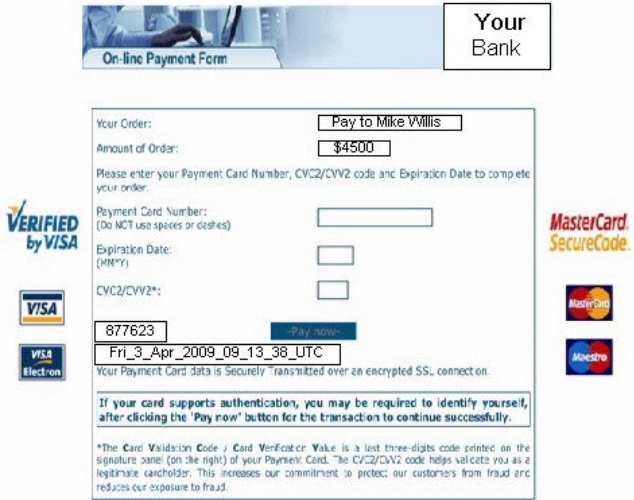 On-line Payment Form
Your
Bank
Your Order:
Pay to Mike Willis
Amount of Order:
$4500
Please enter your Payment Card Number, CVC2/CVV2 code and Expiration Date to complete
your order.
Payment Card Number:
(Do NOT use spaces or dashes)
Expiration Date:
(MMYY)
CVC2/CVV2*:
VERIFIED
by VISA
MasterCard.
SecureCode.
VISA
MasterCard
877623
-Pay now-
VISA
Electron
Maestro
Fri_3_Apr_2009_09_13_38_UTC
Your Payment Card data is Securely Transmitted over an encrypted SSL connection.
If your card supports authentication, you may be required to identify yourself,
after clicking the 'Pay now' button for the transaction to continue successfully.
*The Card Validation Code / Card Verification Value is a last three-digits code printed on the
signature panel (on the right) of your Payment Card. The CVC2/CVV2 code helps validate you as a
legitimate cardholder. This increases our commitment to protect our customers from fraud and
reduces our exposure to fraud.